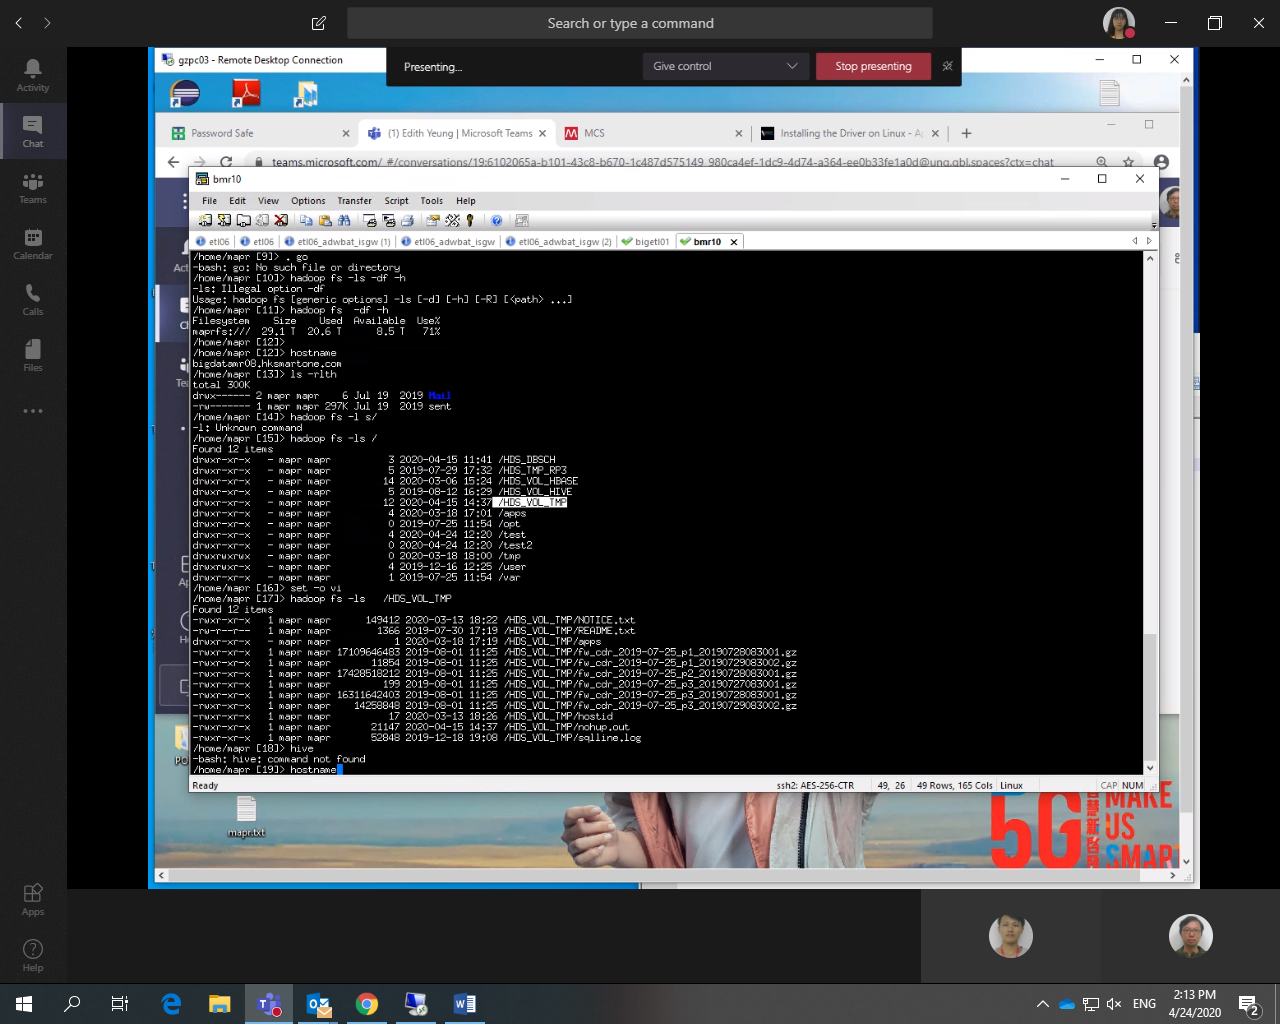 Search or type a command
Activity
Chat
Teams
Calendar
Calls
Files
Apps
Help
gzpc03 - Remote Desktop Connection
Presenting...
Give control
Stop presenting
Password Safe
(1) Edith Yeung | Microsoft Teams
MCS
Installing the Driver on Linux - A
teams.microsoft.com/_#/conversations/19:6102065a-b101-43c8-b670-1c487d575149_980ca4ef-1dc9-4d74-a364-ee0b33fe1a0d@unq.gbl.spaces?ctx=chat
bmr10
File Edit View Options Transfer Script Tools Help
etl06 etl06 etl06_adwbat_isgw (1) etl06_adwbat_isgw etl06_adwbat_isgw (2) bigetl01 bmr10
/home/mapr [9]> . go
-bash: go: No such file or directory
/home/mapr [10]> hadoop fs -ls -df -h
-ls: Illegal option -df
Usage: hadoop fs [generic options] -ls [-d] [-h] [-R] [<path> ...]
/home/mapr [11]> hadoop fs  -df -h
Filesystem    Size   Used  Available  Use%
maprfs:///  29.1 T  20.6 T      8.5 T   71%
/home/mapr [12]>
/home/mapr [12]> hostname
bigdatamr08.hksmartone.com
/home/mapr [13]> ls -rlth
total 300K
drwx------ 2 mapr mapr    6 Jul 19  2019 Mail
-rw------- 1 mapr mapr 297K Jul 19  2019 sent
/home/mapr [14]> hadoop fs -l s/
-l: Unknown command
/home/mapr [15]> hadoop fs -ls /
Found 12 items
drwxr-xr-x   - mapr mapr          3 2020-04-15 11:41 /HDS_DBSCH
drwxr-xr-x   - mapr mapr          5 2019-07-29 17:32 /HDS_TMP_RP3
drwxr-xr-x   - mapr mapr         14 2020-03-06 15:24 /HDS_VOL_HBASE
drwxr-xr-x   - mapr mapr          5 2019-08-12 16:29 /HDS_VOL_HIVE
drwxr-xr-x   - mapr mapr         12 2020-04-15 14:37 /HDS_VOL_TMP
drwxr-xr-x   - mapr mapr          4 2020-03-18 17:01 /apps
drwxr-xr-x   - mapr mapr          0 2019-07-25 11:54 /opt
drwxr-xr-x   - mapr mapr          4 2020-04-24 12:20 /test
drwxr-xr-x   - mapr mapr          0 2020-04-24 12:20 /test2
drwxrwxrwx   - mapr mapr          0 2020-03-18 18:00 /tmp
drwxr-xr-x   - mapr mapr          4 2019-12-16 12:25 /user
drwxr-xr-x   - mapr mapr          1 2019-07-25 11:54 /var
/home/mapr [16]> set -o vi
/home/mapr [17]> hadoop fs -ls   /HDS_VOL_TMP
Found 12 items
-rwxr-xr-x   1 mapr mapr      149412 2020-03-13 18:22 /HDS_VOL_TMP/NOTICE.txt
-rw-r--r--   1 mapr mapr        1366 2019-07-30 17:19 /HDS_VOL_TMP/README.txt
drwxr-xr-x   - mapr mapr           1 2020-03-18 17:19 /HDS_VOL_TMP/apps
-rwxr-xr-x   1 mapr mapr 17109646483 2019-08-01 11:25 /HDS_VOL_TMP/fw_cdr_2019-07-25_p1_20190728083001.gz
-rwxr-xr-x   1 mapr mapr       11854 2019-08-01 11:25 /HDS_VOL_TMP/fw_cdr_2019-07-25_p1_20190729083002.gz
-rwxr-xr-x   1 mapr mapr 17428518212 2019-08-01 11:25 /HDS_VOL_TMP/fw_cdr_2019-07-25_p2_20190728083001.gz
-rwxr-xr-x   1 mapr mapr         199 2019-08-01 11:25 /HDS_VOL_TMP/fw_cdr_2019-07-25_p3_20190727083001.gz
-rwxr-xr-x   1 mapr mapr 16311642403 2019-08-01 11:25 /HDS_VOL_TMP/fw_cdr_2019-07-25_p3_20190728083001.gz
-rwxr-xr-x   1 mapr mapr    14258848 2019-08-01 11:25 /HDS_VOL_TMP/fw_cdr_2019-07-25_p3_20190729083002.gz
-rwxr-xr-x   1 mapr mapr          17 2020-03-13 18:26 /HDS_VOL_TMP/hostid
-rwxr-xr-x   1 mapr mapr       21147 2020-04-15 14:37 /HDS_VOL_TMP/nohup.out
-rwxr-xr-x   1 mapr mapr       52848 2019-12-18 19:08 /HDS_VOL_TMP/sqlline.log
/home/mapr [18]> hive
-bash: hive: command not found
/home/mapr [19]> hostname
Ready
ssh2: AES-256-CTR 49, 26 49 Rows, 165 Cols Linux CAP NUM
mapr.txt
5G
MAKE
US
SMAR
ENG
2:13 PM
4/24/2020
2